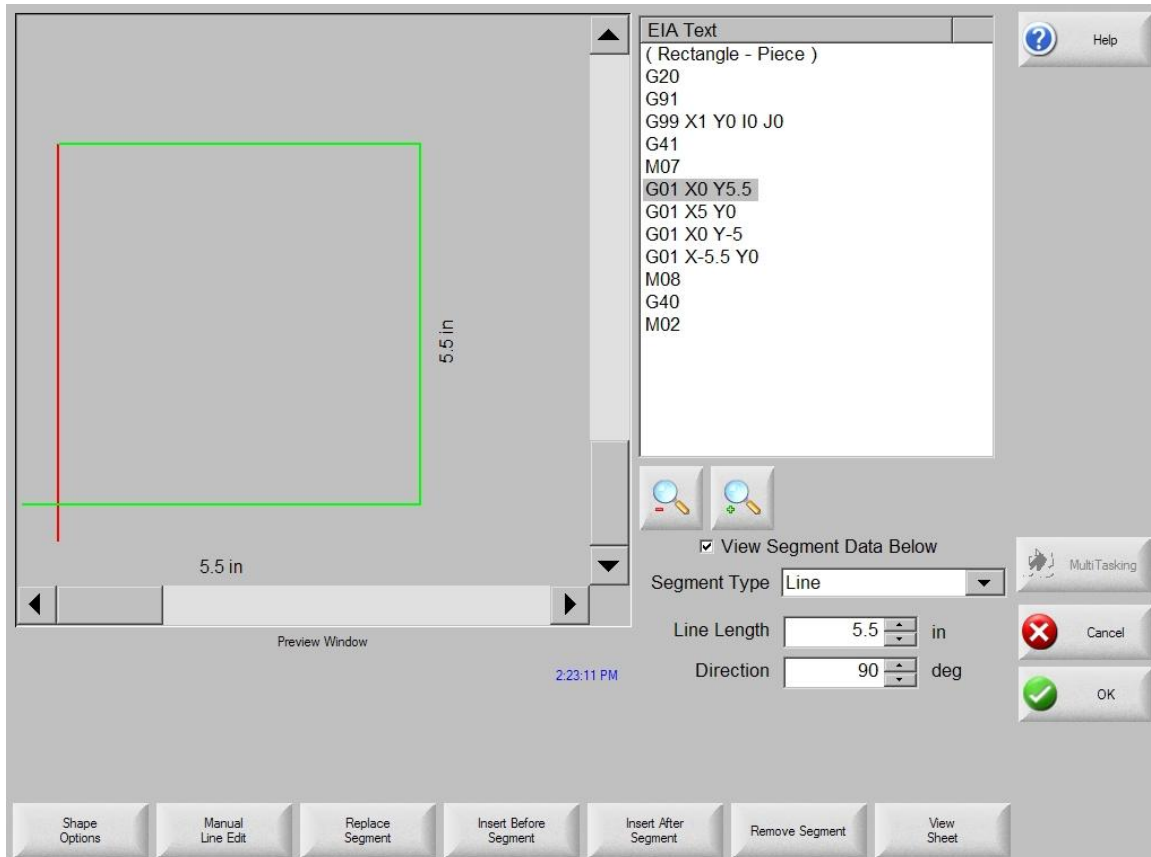 EIA Text
( Rectangle - Piece )
G20
G91
G99 X1 Y0 I0 J0
G41
M07
G01 X0 Y5.5
G01 X5 Y0
G01 X0 Y-5
G01 X-5.5 Y0
M08
G40
M02
5.5 in
5.5 in
Preview Window
2:23:11 PM
View Segment Data Below
Segment Type Line
Line Length 5.5 in
Direction 90 deg
Help
MultiTasking
Cancel
OK
Shape
Options
Manual
Line Edit
Replace
Segment
Insert Before
Segment
Insert After
Segment
Remove Segment
View
Sheet